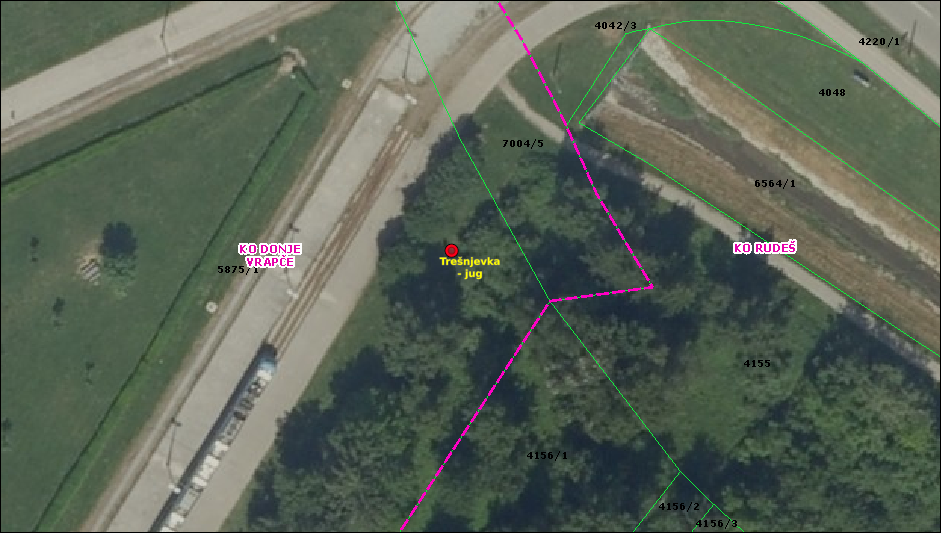 4042/3
4220/1
4048
7004/5
6564/1
KO DONJE
VRAPČE
KO RUDEŠ
5875/1
Trešnjevka
- jug
4155
4156/1
4156/2
4156/3